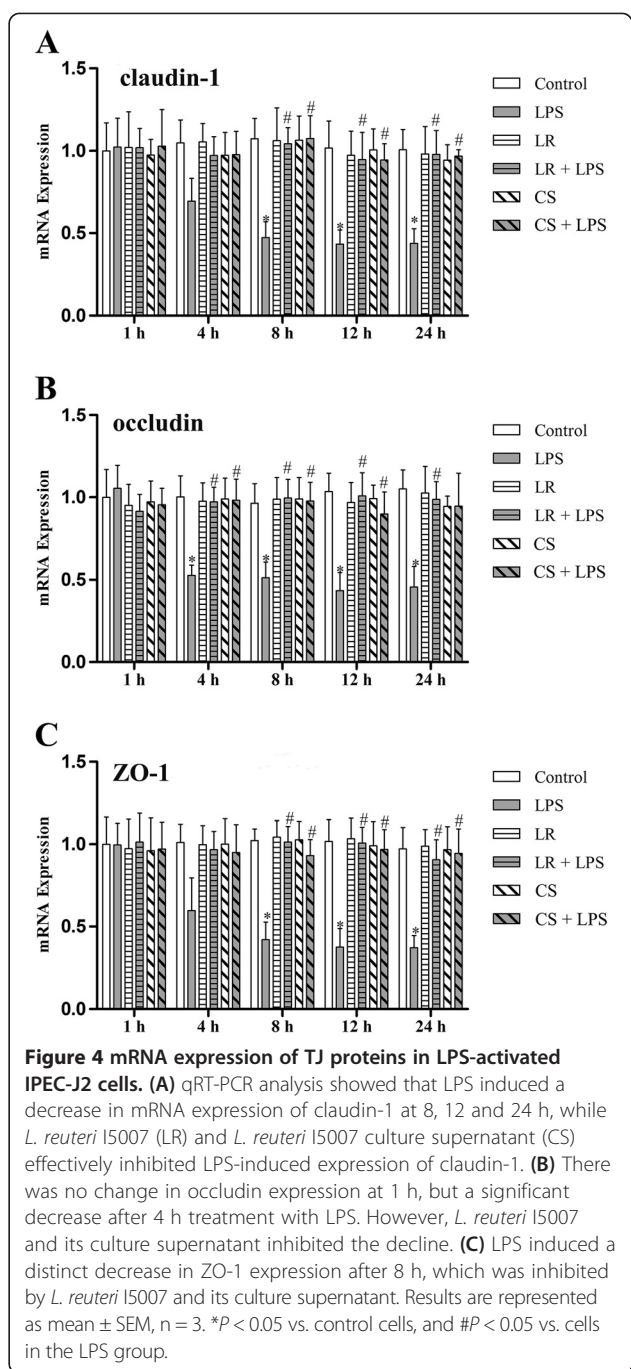 A
claudin-1
mRNA Expression
1.5
1.0
0.5
0.0
# #
# #
# #
* * *
1 h 4 h 8 h 12 h 24 h
Control
LPS
LR
LR + LPS
CS
CS + LPS
B
occludin
mRNA Expression
1.5
1.0
0.5
0.0
# #
# #
# #
#
* * * *
1 h 4 h 8 h 12 h 24 h
Control
LPS
LR
LR + LPS
CS
CS + LPS
C
ZO-1
mRNA Expression
1.5
1.0
0.5
0.0
# #
# #
# #
* * *
1 h 4 h 8 h 12 h 24 h
Control
LPS
LR
LR + LPS
CS
CS + LPS
Figure 4 mRNA expression of TJ proteins in LPS-activated
IPEC-J2 cells. (A) qRT-PCR analysis showed that LPS induced a
decrease in mRNA expression of claudin-1 at 8, 12 and 24 h, while
L. reuteri I5007 (LR) and L. reuteri I5007 culture supernatant (CS)
effectively inhibited LPS-induced expression of claudin-1. (B) There
was no change in occludin expression at 1 h, but a significant
decrease after 4 h treatment with LPS. However, L. reuteri I5007
and its culture supernatant inhibited the decline. (C) LPS induced a
distinct decrease in ZO-1 expression after 8 h, which was inhibited
by L. reuteri I5007 and its culture supernatant. Results are represented
as mean ± SEM, n = 3. *P < 0.05 vs. control cells, and #P < 0.05 vs. cells
in the LPS group.